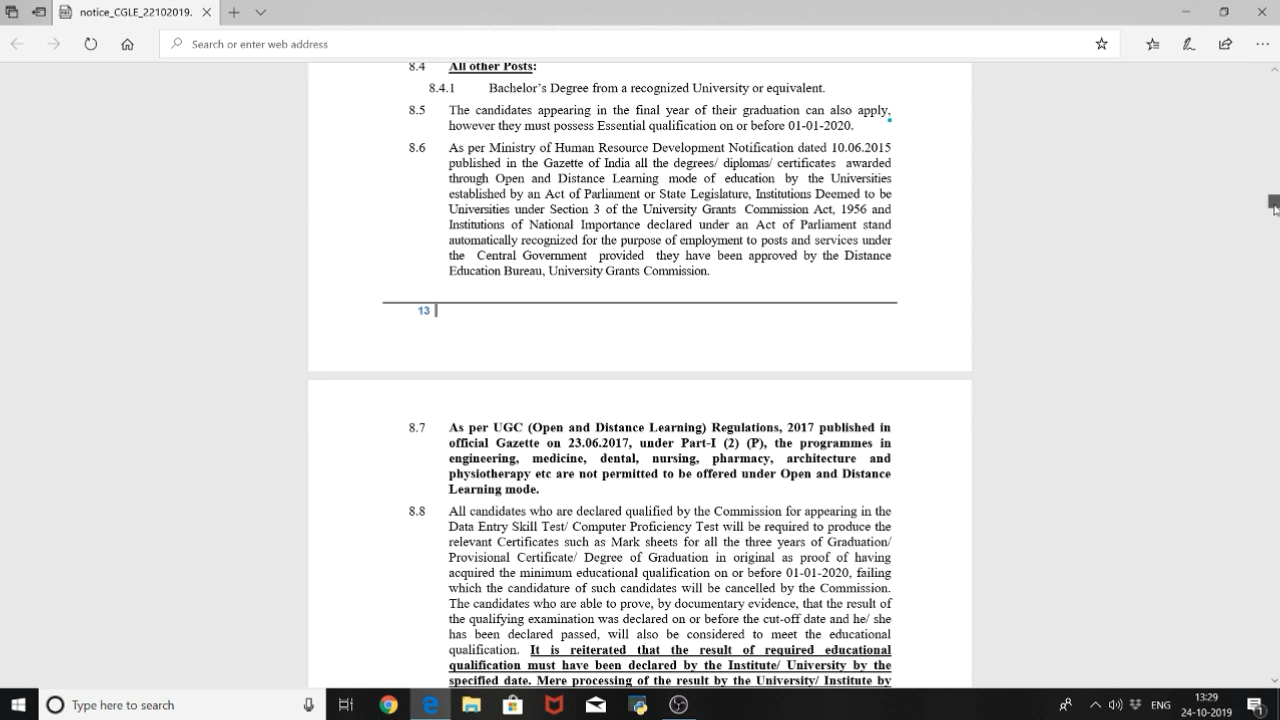 notice_CGLE_22102019.
Search or enter web address
8.4 All other Posts:
8.4.1 Bachelor's Degree from a recognized University or equivalent.
8.5 The candidates appearing in the final year of their graduation can also apply,
however they must possess Essential qualification on or before 01-01-2020.
8.6 As per Ministry of Human Resource Development Notification dated 10.06.2015
published in the Gazette of India all the degrees/ diplomas/ certificates awarded
through Open and Distance Learning mode of education by the Universities
established by an Act of Parliament or State Legislature, Institutions Deemed to be
Universities under Section 3 of the University Grants Commission Act, 1956 and
Institutions of National Importance declared under an Act of Parliament stand
automatically recognized for the purpose of employment to posts and services under
the Central Government provided they have been approved by the Distance
Education Bureau, University Grants Commission.
13
8.7 As per UGC (Open and Distance Learning) Regulations, 2017 published in
official Gazette on 23.06.2017, under Part-I (2) (P), the programmes in
engineering, medicine, dental, nursing, pharmacy, architecture and
physiotherapy etc are not permitted to be offered under Open and Distance
Learning mode.
8.8 All candidates who are declared qualified by the Commission for appearing in the
Data Entry Skill Test/ Computer Proficiency Test will be required to produce the
relevant Certificates such as Mark sheets for all the three years of Graduation/
Provisional Certificate/ Degree of Graduation in original as proof of having
acquired the minimum educational qualification on or before 01-01-2020, failing
which the candidature of such candidates will be cancelled by the Commission.
The candidates who are able to prove, by documentary evidence, that the result of
the qualifying examination was declared on or before the cut-off date and he/ she
has been declared passed, will also be considered to meet the educational
qualification. It is reiterated that the result of required educational
qualification must have been declared by the Institute/ University by the
specified date. Mere processing of the result by the University/ Institute by
Type here to search
ENG
13:29
24-10-2019